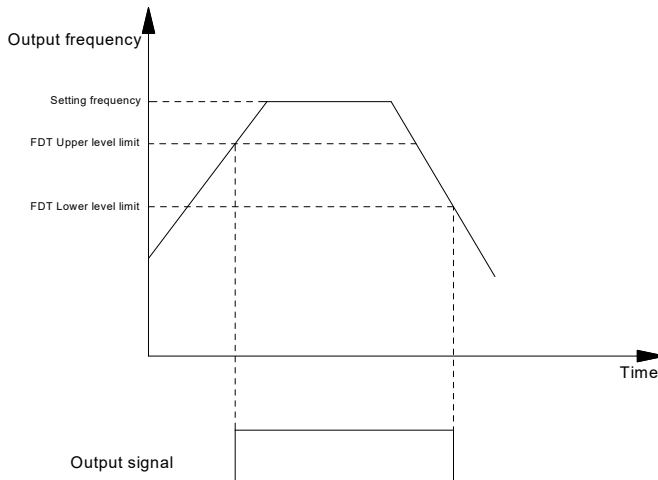 Output frequency
Setting frequency
FDT Upper level limit
FDT Lower level limit
Time
Output signal